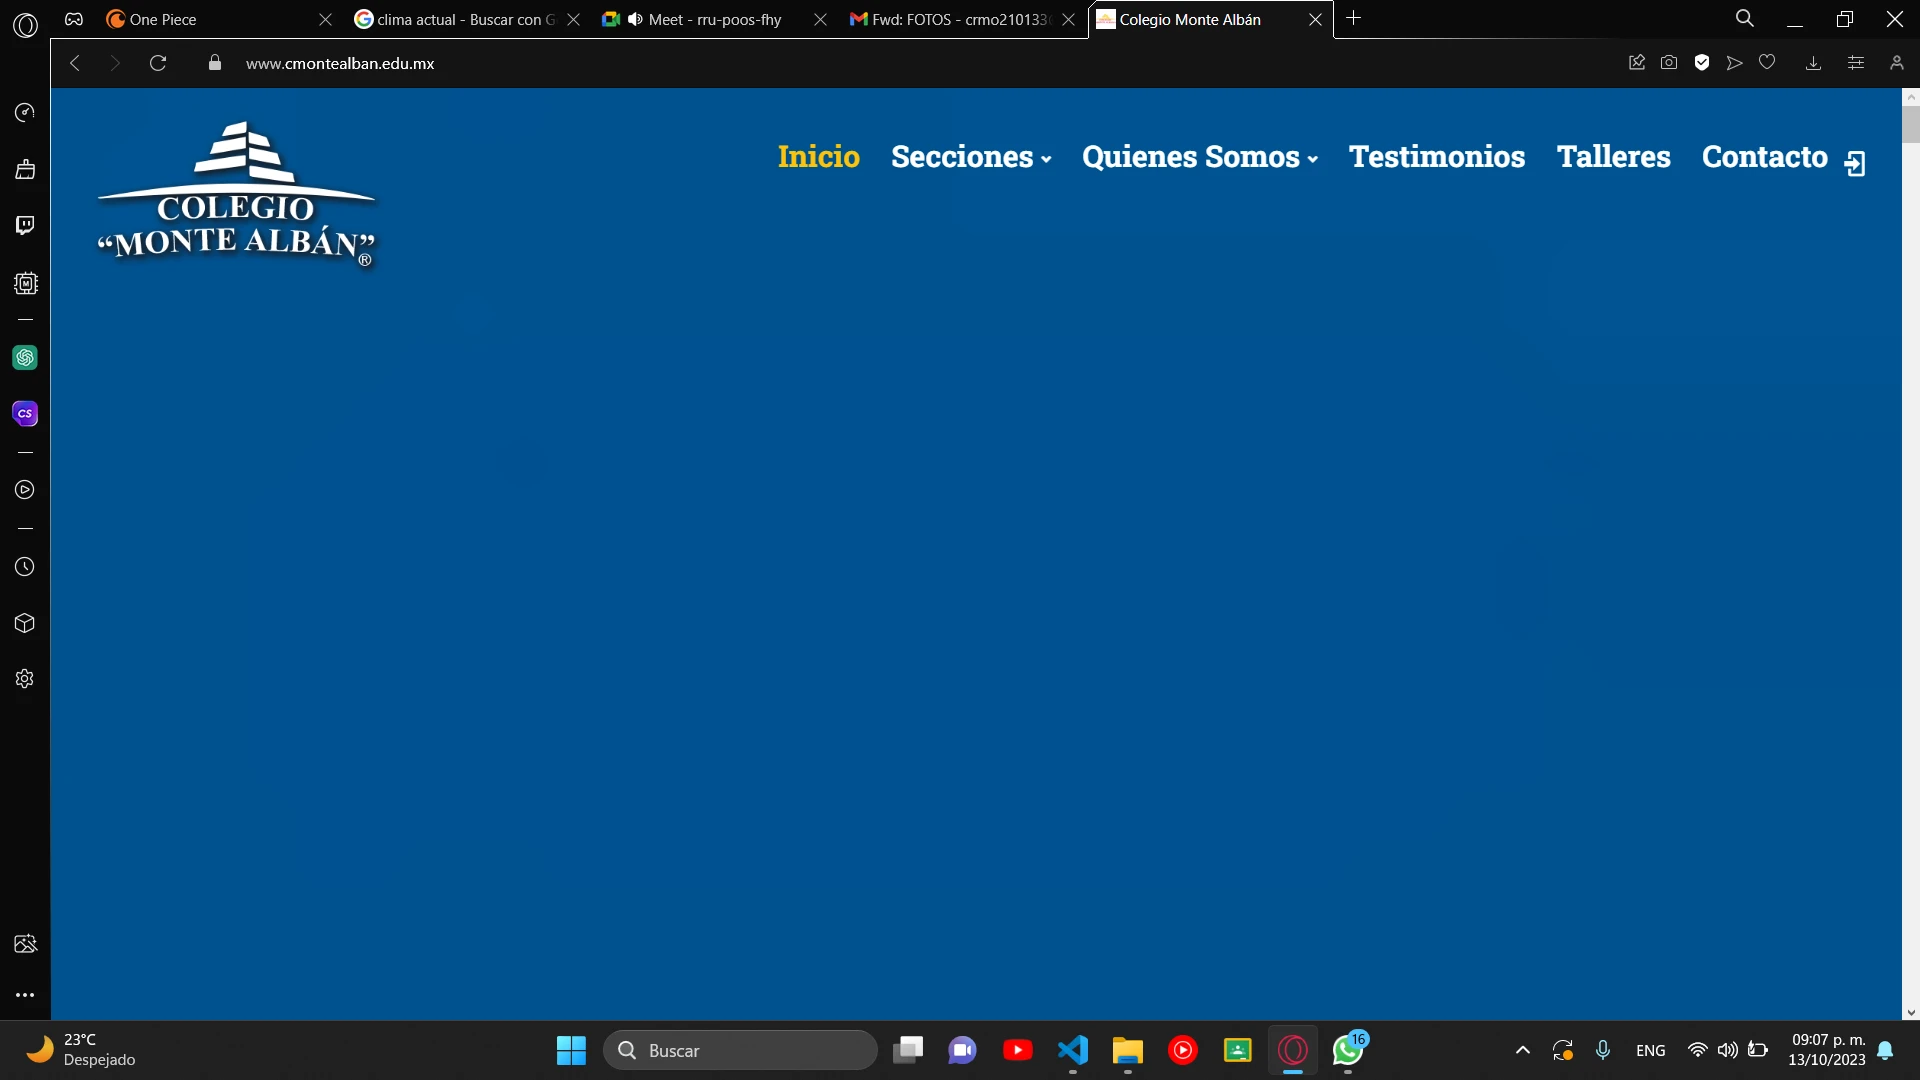 One Piece
clima actual - Buscar con G
Meet - rru-poos-fhy
Fwd: FOTOS - crmo210133
Colegio Monte Albán
www.cmontealban.edu.mx
COLEGIO
“MONTE ALBÁN”
®
Inicio
Secciones
Quienes Somos
Testimonios
Talleres
Contacto
CS
23°C
Despejado
Buscar
16
ENG
09:07 p. m.
13/10/2023